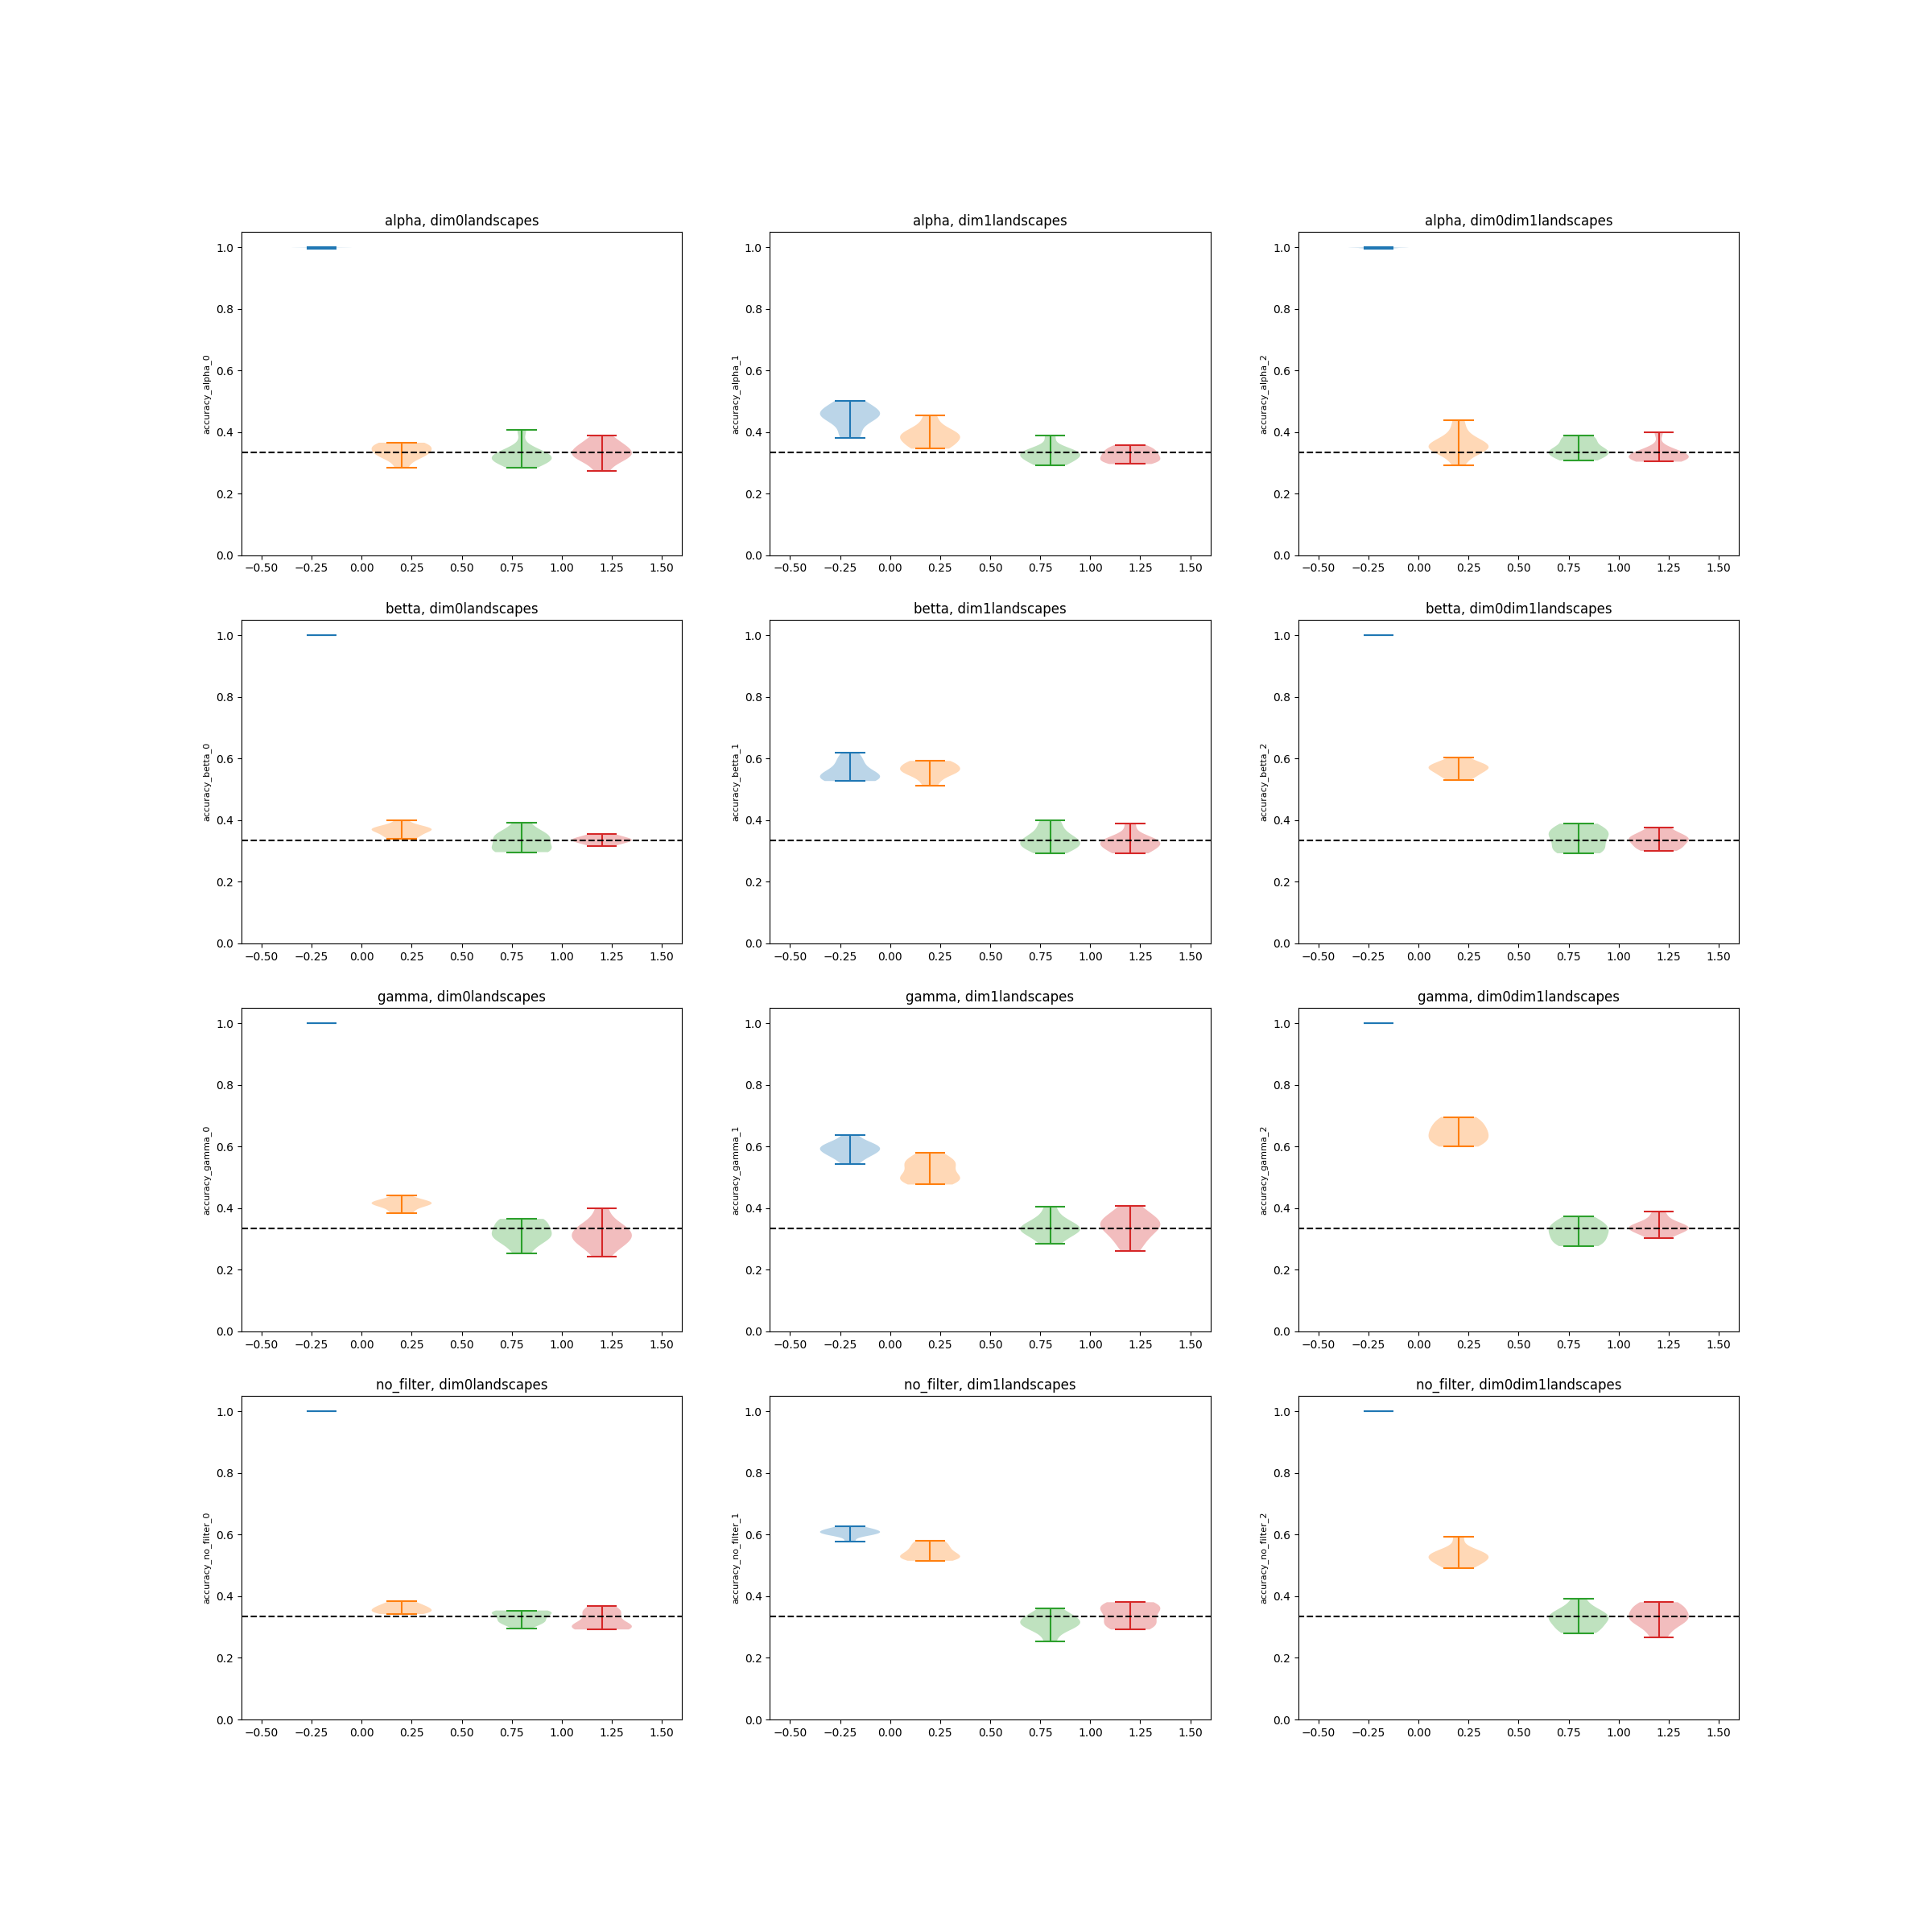 alpha, dim0landscapes
alpha, dim1landscapes
alpha, dim0dim1landscapes
accuracy_alpha_0
1.0
0.8
0.6
0.4
0.2
0.0
−0.50 −0.25 0.00 0.25 0.50 0.75 1.00 1.25 1.50
accuracy_alpha_1
1.0
0.8
0.6
0.4
0.2
0.0
−0.50 −0.25 0.00 0.25 0.50 0.75 1.00 1.25 1.50
accuracy_alpha_2
1.0
0.8
0.6
0.4
0.2
0.0
−0.50 −0.25 0.00 0.25 0.50 0.75 1.00 1.25 1.50
betta, dim0landscapes
betta, dim1landscapes
betta, dim0dim1landscapes
accuracy_betta_0
1.0
0.8
0.6
0.4
0.2
0.0
−0.50 −0.25 0.00 0.25 0.50 0.75 1.00 1.25 1.50
accuracy_betta_1
1.0
0.8
0.6
0.4
0.2
0.0
−0.50 −0.25 0.00 0.25 0.50 0.75 1.00 1.25 1.50
accuracy_betta_2
1.0
0.8
0.6
0.4
0.2
0.0
−0.50 −0.25 0.00 0.25 0.50 0.75 1.00 1.25 1.50
gamma, dim0landscapes
gamma, dim1landscapes
gamma, dim0dim1landscapes
accuracy_gamma_0
1.0
0.8
0.6
0.4
0.2
0.0
−0.50 −0.25 0.00 0.25 0.50 0.75 1.00 1.25 1.50
accuracy_gamma_1
1.0
0.8
0.6
0.4
0.2
0.0
−0.50 −0.25 0.00 0.25 0.50 0.75 1.00 1.25 1.50
accuracy_gamma_2
1.0
0.8
0.6
0.4
0.2
0.0
−0.50 −0.25 0.00 0.25 0.50 0.75 1.00 1.25 1.50
no_filter, dim0landscapes
no_filter, dim1landscapes
no_filter, dim0dim1landscapes
accuracy_no_filter_0
1.0
0.8
0.6
0.4
0.2
0.0
−0.50 −0.25 0.00 0.25 0.50 0.75 1.00 1.25 1.50
accuracy_no_filter_1
1.0
0.8
0.6
0.4
0.2
0.0
−0.50 −0.25 0.00 0.25 0.50 0.75 1.00 1.25 1.50
accuracy_no_filter_2
1.0
0.8
0.6
0.4
0.2
0.0
−0.50 −0.25 0.00 0.25 0.50 0.75 1.00 1.25 1.50